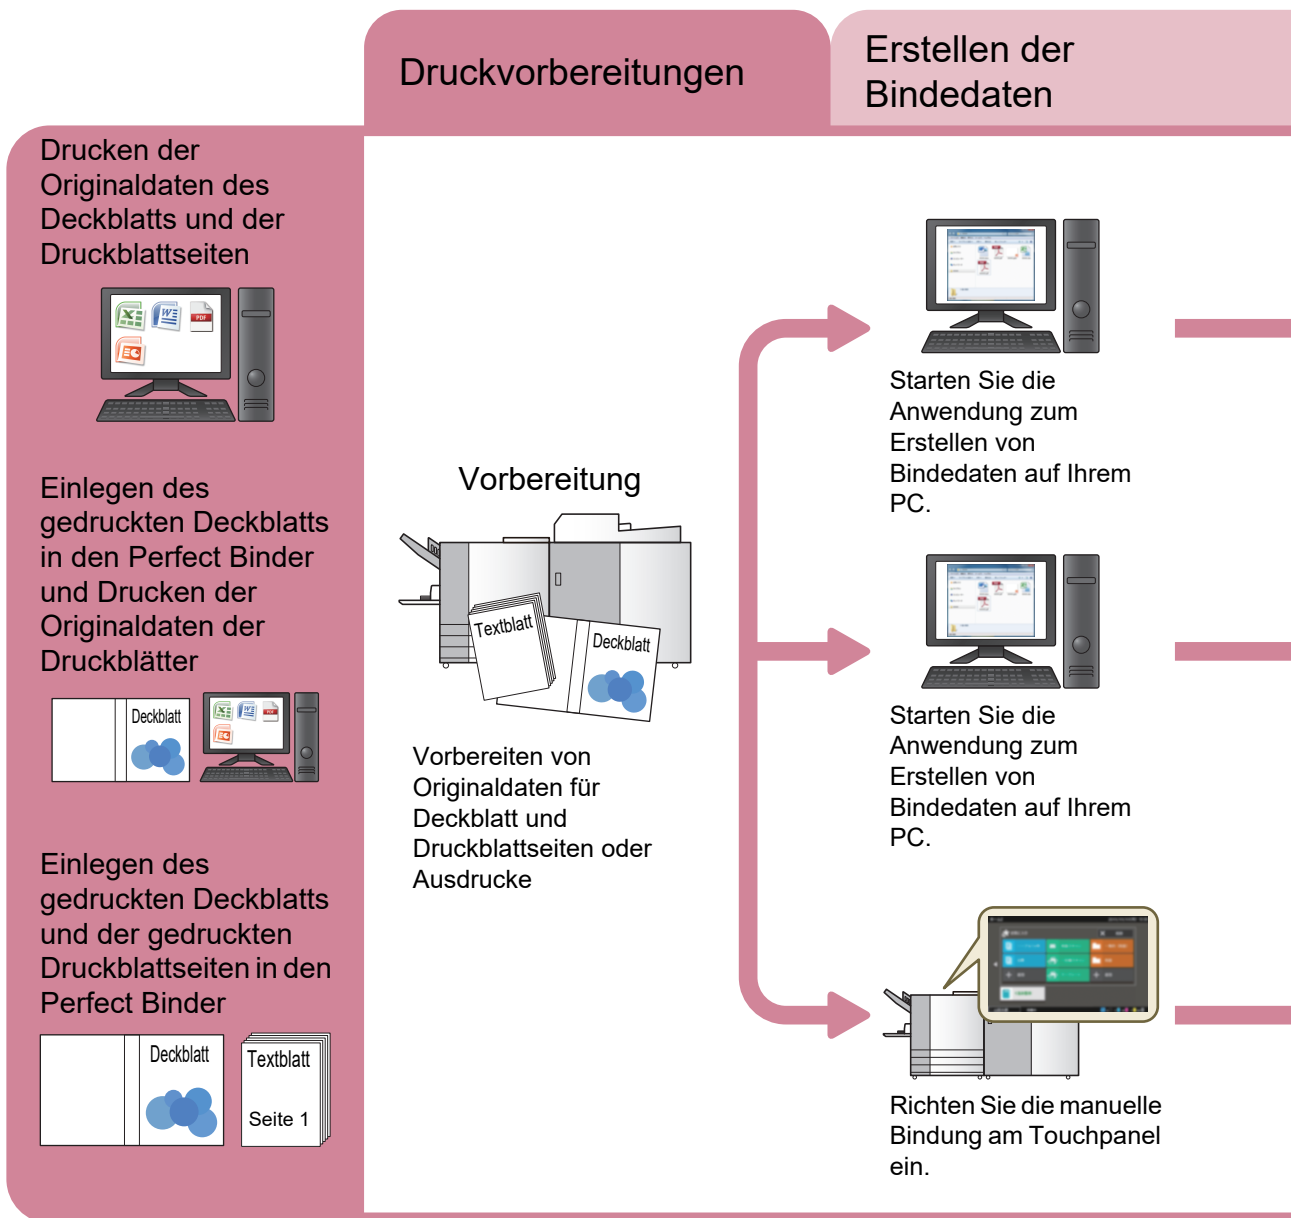 Druckvorbereitungen
Erstellen der
Bindedaten
Drucken der
Originaldaten des
Deckblatts und der
Druckblattseiten
PDF
Einlegen des
gedruckten Deckblatts
in den Perfect Binder
und Drucken der
Originaldaten der
Druckblätter
Deckblatt
PDF
Einlegen des
gedruckten Deckblatts
und der gedruckten
Druckblattseiten in den
Perfect Binder
Deckblatt
Textblatt
Seite 1
Vorbereitung
Textblatt
Deckblatt
Vorbereiten von
Originaldaten für
Deckblatt und
Druckblattseiten oder
Ausdrucke
Starten Sie die
Anwendung zum
Erstellen von
Bindedaten auf Ihrem
PC.
Starten Sie die
Anwendung zum
Erstellen von
Bindedaten auf Ihrem
PC.
Richten Sie die manuelle
Bindung am Touchpanel
ein.